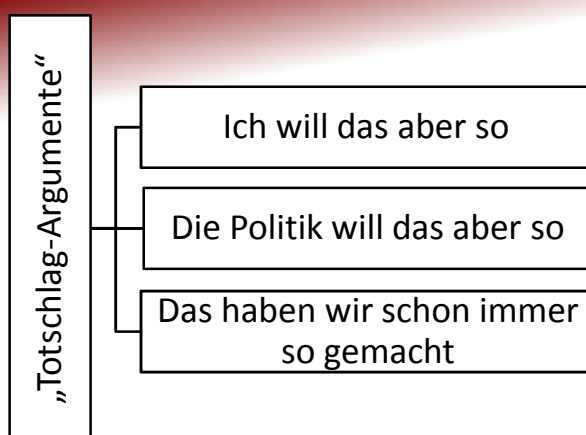 „Totschlag-Argumente“
Ich will das aber so
Die Politik will das aber so
Das haben wir schon immer
so gemacht